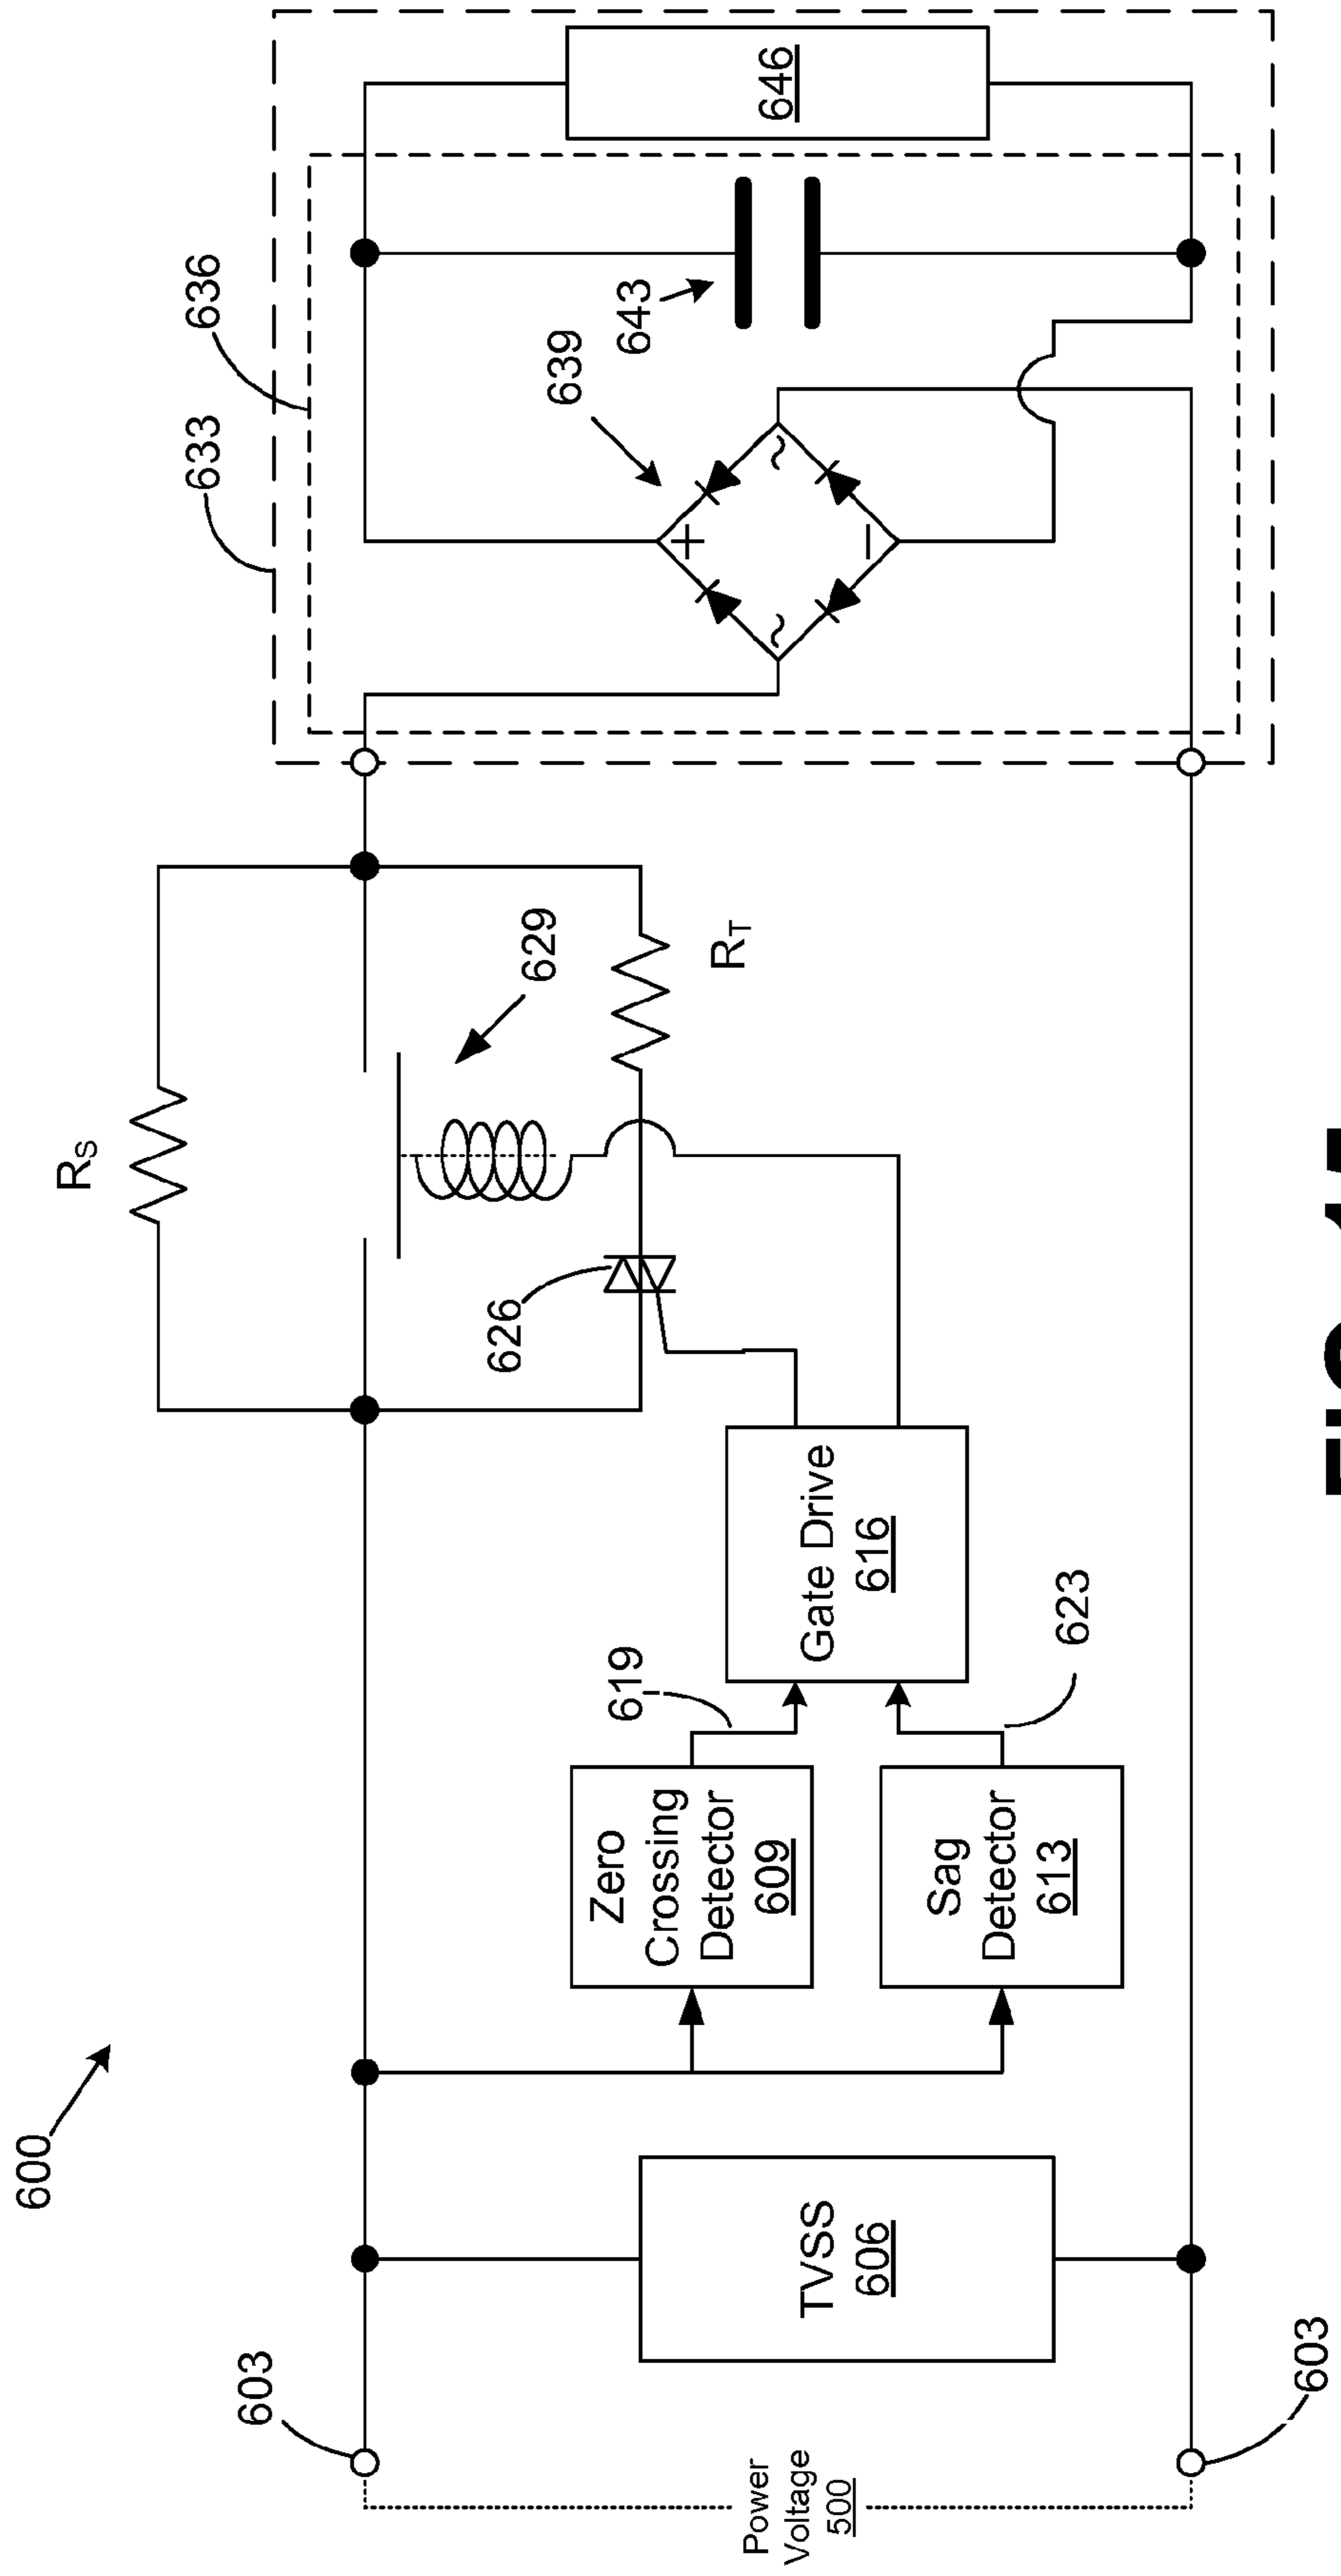 600
603
Power
Voltage
500
603
TVSS
606
Zero
Crossing
Detector
609
Sag
Detector
613
619
623
Gate Drive
616
626
RS
629
RT
633
636
639
+
~
~
−
643
646